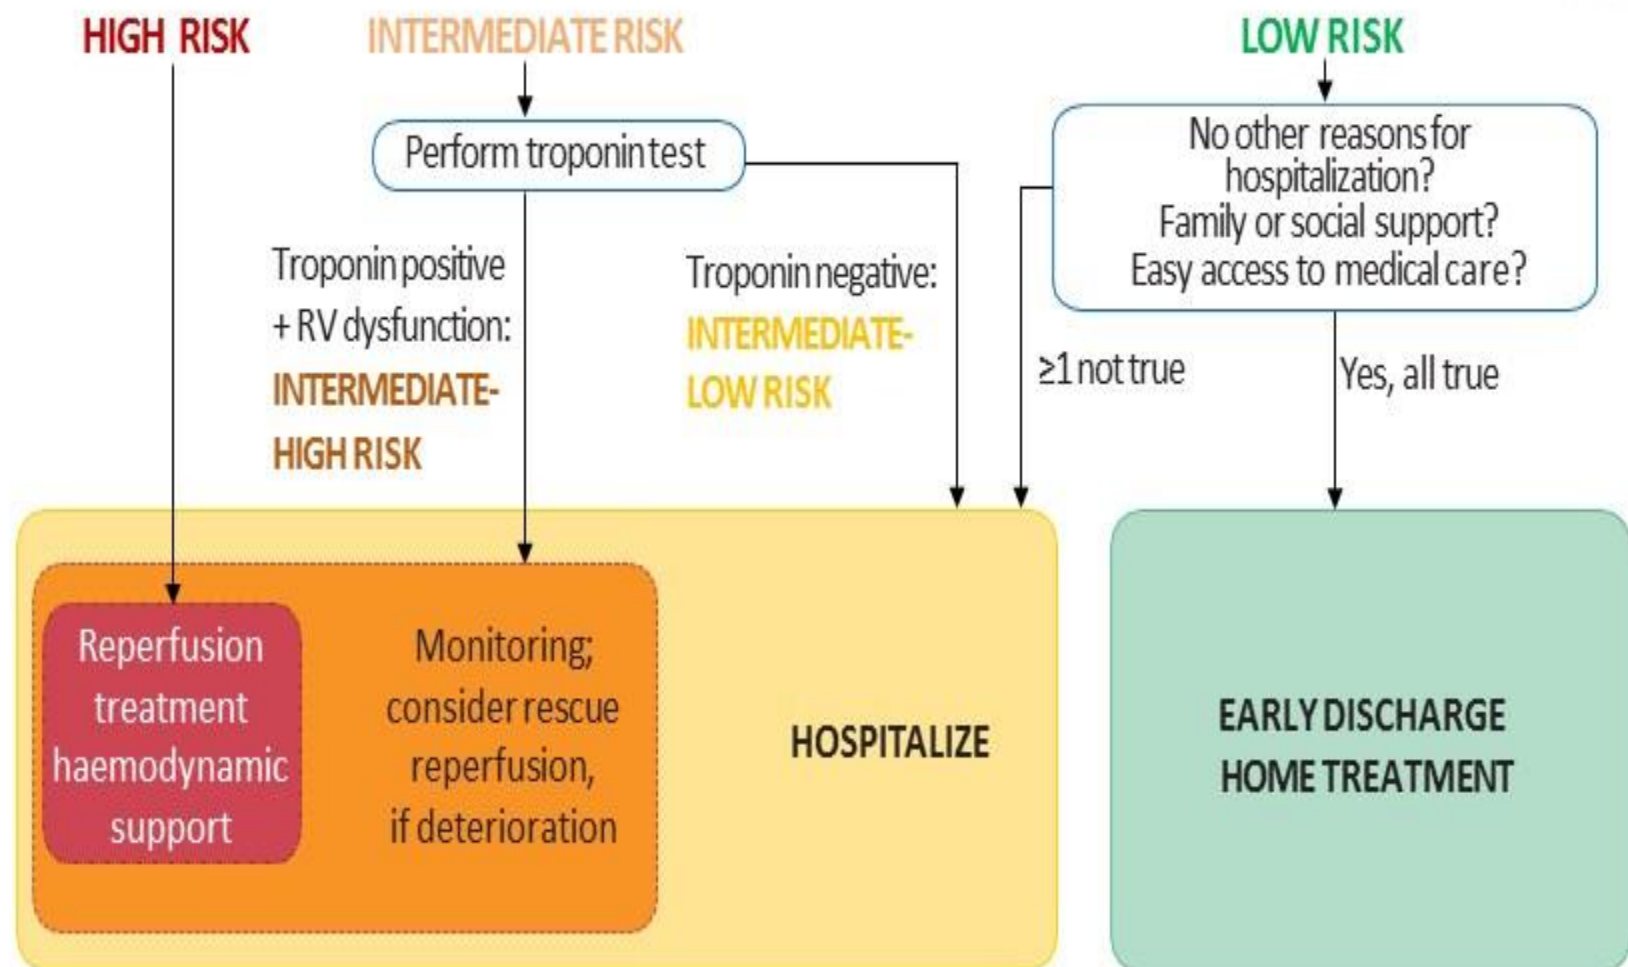 HIGH RISK
INTERMEDIATE RISK
LOW RISK
Perform troponin test
No other reasons for
hospitalization?
Family or social support?
Easy access to medical care?
Troponin positive
+ RV dysfunction:
INTERMEDIATE-
HIGH RISK
Troponin negative:
INTERMEDIATE-
LOW RISK
≥1 not true
Yes, all true
Reperfusion
treatment
haemodynamic
support
Monitoring;
consider rescue
reperfusion,
if deterioration
HOSPITALIZE
EARLY DISCHARGE
HOME TREATMENT